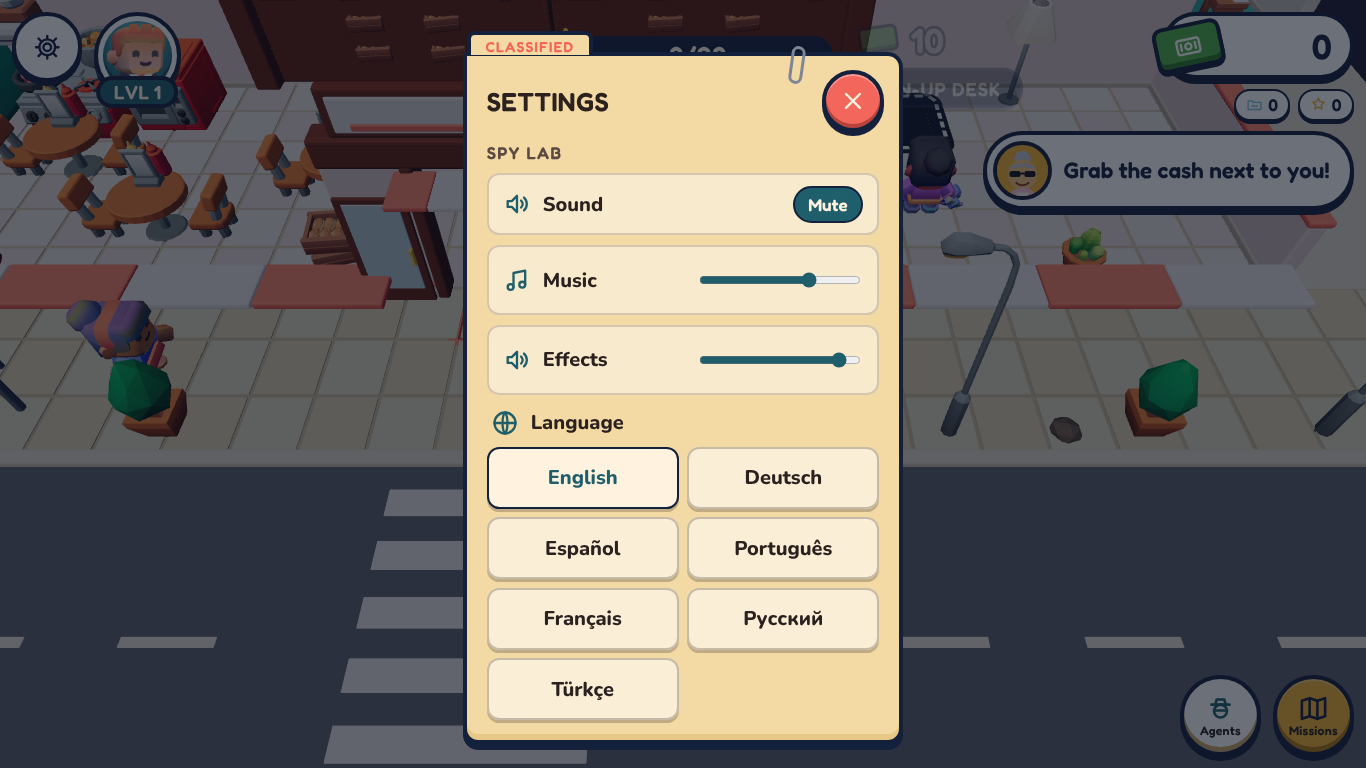 CLASSIFIED
10
0
LVL 1
SETTINGS
DESK
0
0
SPY LAB
Grab the cash next to you!
Sound
Mute
Music
Effects
Language
English
Deutsch
Español
Português
Français
Русский
Türkçe
Agents
Missions